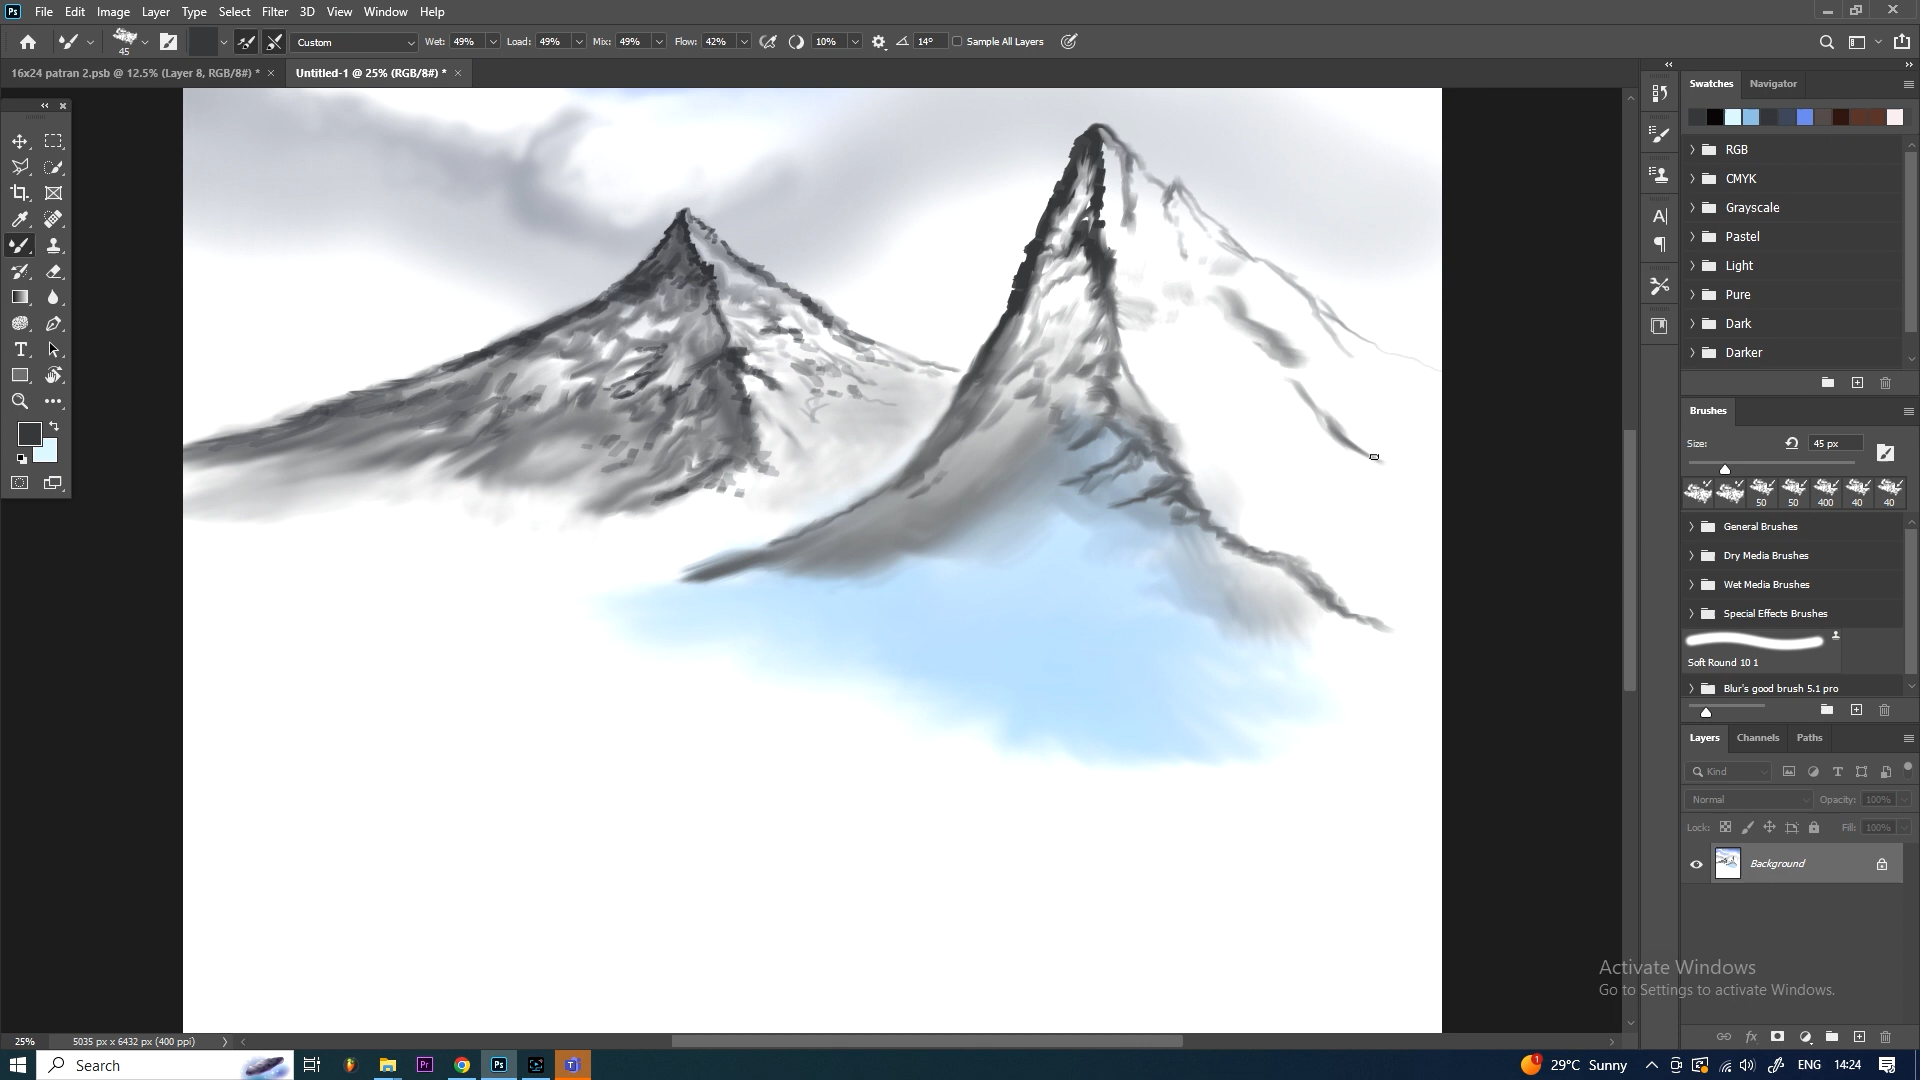 Ps File Edit Image Layer Type Select Filter 3D View Window Help
45 Custom Wet: 49% Load: 49% Mix: 49% Flow: 42% 10% 14° Sample All Layers
16x24 patran 2.psb @ 12.5% (Layer 8, RGB/8#) * × Untitled-1 @ 25% (RGB/8#) * ×
Swatches Navigator
RGB
CMYK
Grayscale
Pastel
Light
Pure
Dark
Darker
Brushes
Size: 45 px
50 50 400 40 40
General Brushes
Dry Media Brushes
Wet Media Brushes
Special Effects Brushes
Soft Round 10 1
Blur's good brush 5.1 pro
Layers Channels Paths
Kind
Normal Opacity: 100%
Lock: Fill: 100%
Background
Activate Windows
Go to Settings to activate Windows.
25% 5035 px x 6432 px (400 ppi)
Search Pr Ps 1 29°C Sunny ENG 14:24